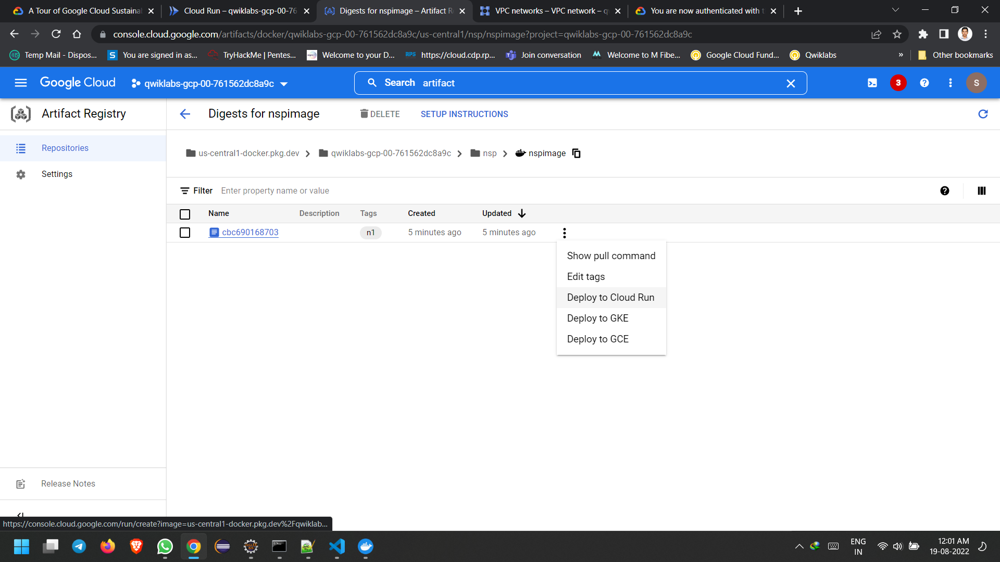 A Tour of Google Cloud Sustaina
Cloud Run – qwiklabs-gcp-00-76
Digests for nspimage – Artifact R
VPC networks – VPC network – q
You are now authenticated with t
console.cloud.google.com/artifacts/docker/qwiklabs-gcp-00-761562dc8a9c/us-central1/nsp/nspimage?project=qwiklabs-gcp-00-761562dc8a9c
Temp Mail - Dispos...
S
You are signed in as...
TryHackMe | Pentes...
Welcome to your D...
RPS
https://cloud.cdp.rp...
Join conversation
Welcome to M Fibe...
Google Cloud Fund...
Qwiklabs
»
Other bookmarks
Google Cloud
qwiklabs-gcp-00-761562dc8a9c
Search artifact
3
S
Artifact Registry
Digests for nspimage
DELETE
SETUP INSTRUCTIONS
Repositories
Settings
us-central1-docker.pkg.dev
qwiklabs-gcp-00-761562dc8a9c
nsp
nspimage
Filter Enter property name or value
Name Description Tags Created Updated
cbc690168703 n1 5 minutes ago 5 minutes ago
Show pull command
Edit tags
Deploy to Cloud Run
Deploy to GKE
Deploy to GCE
Release Notes
https://console.cloud.google.com/run/create?image=us-central1-docker.pkg.dev%2Fqwiklab...
ENG
IN
12:01 AM
19-08-2022